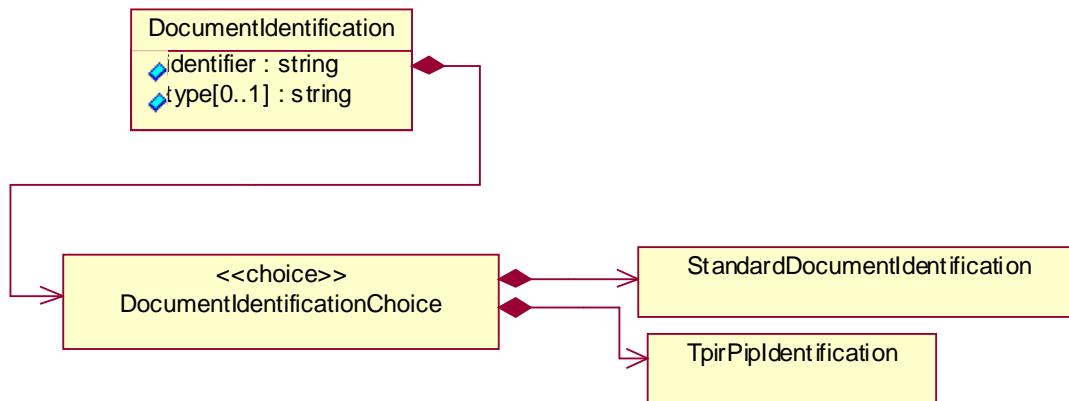 DocumentIdentification
identifier : string
type[0..1] : string
<<choice>>
DocumentIdentificationChoice
StandardDocumentIdentification
TpirPipIdentification